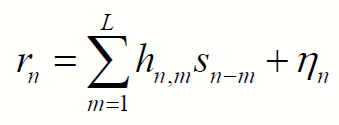 r_n = \sum_{m=1}^{L} h_{n,m} s_{n-m} + \eta_n